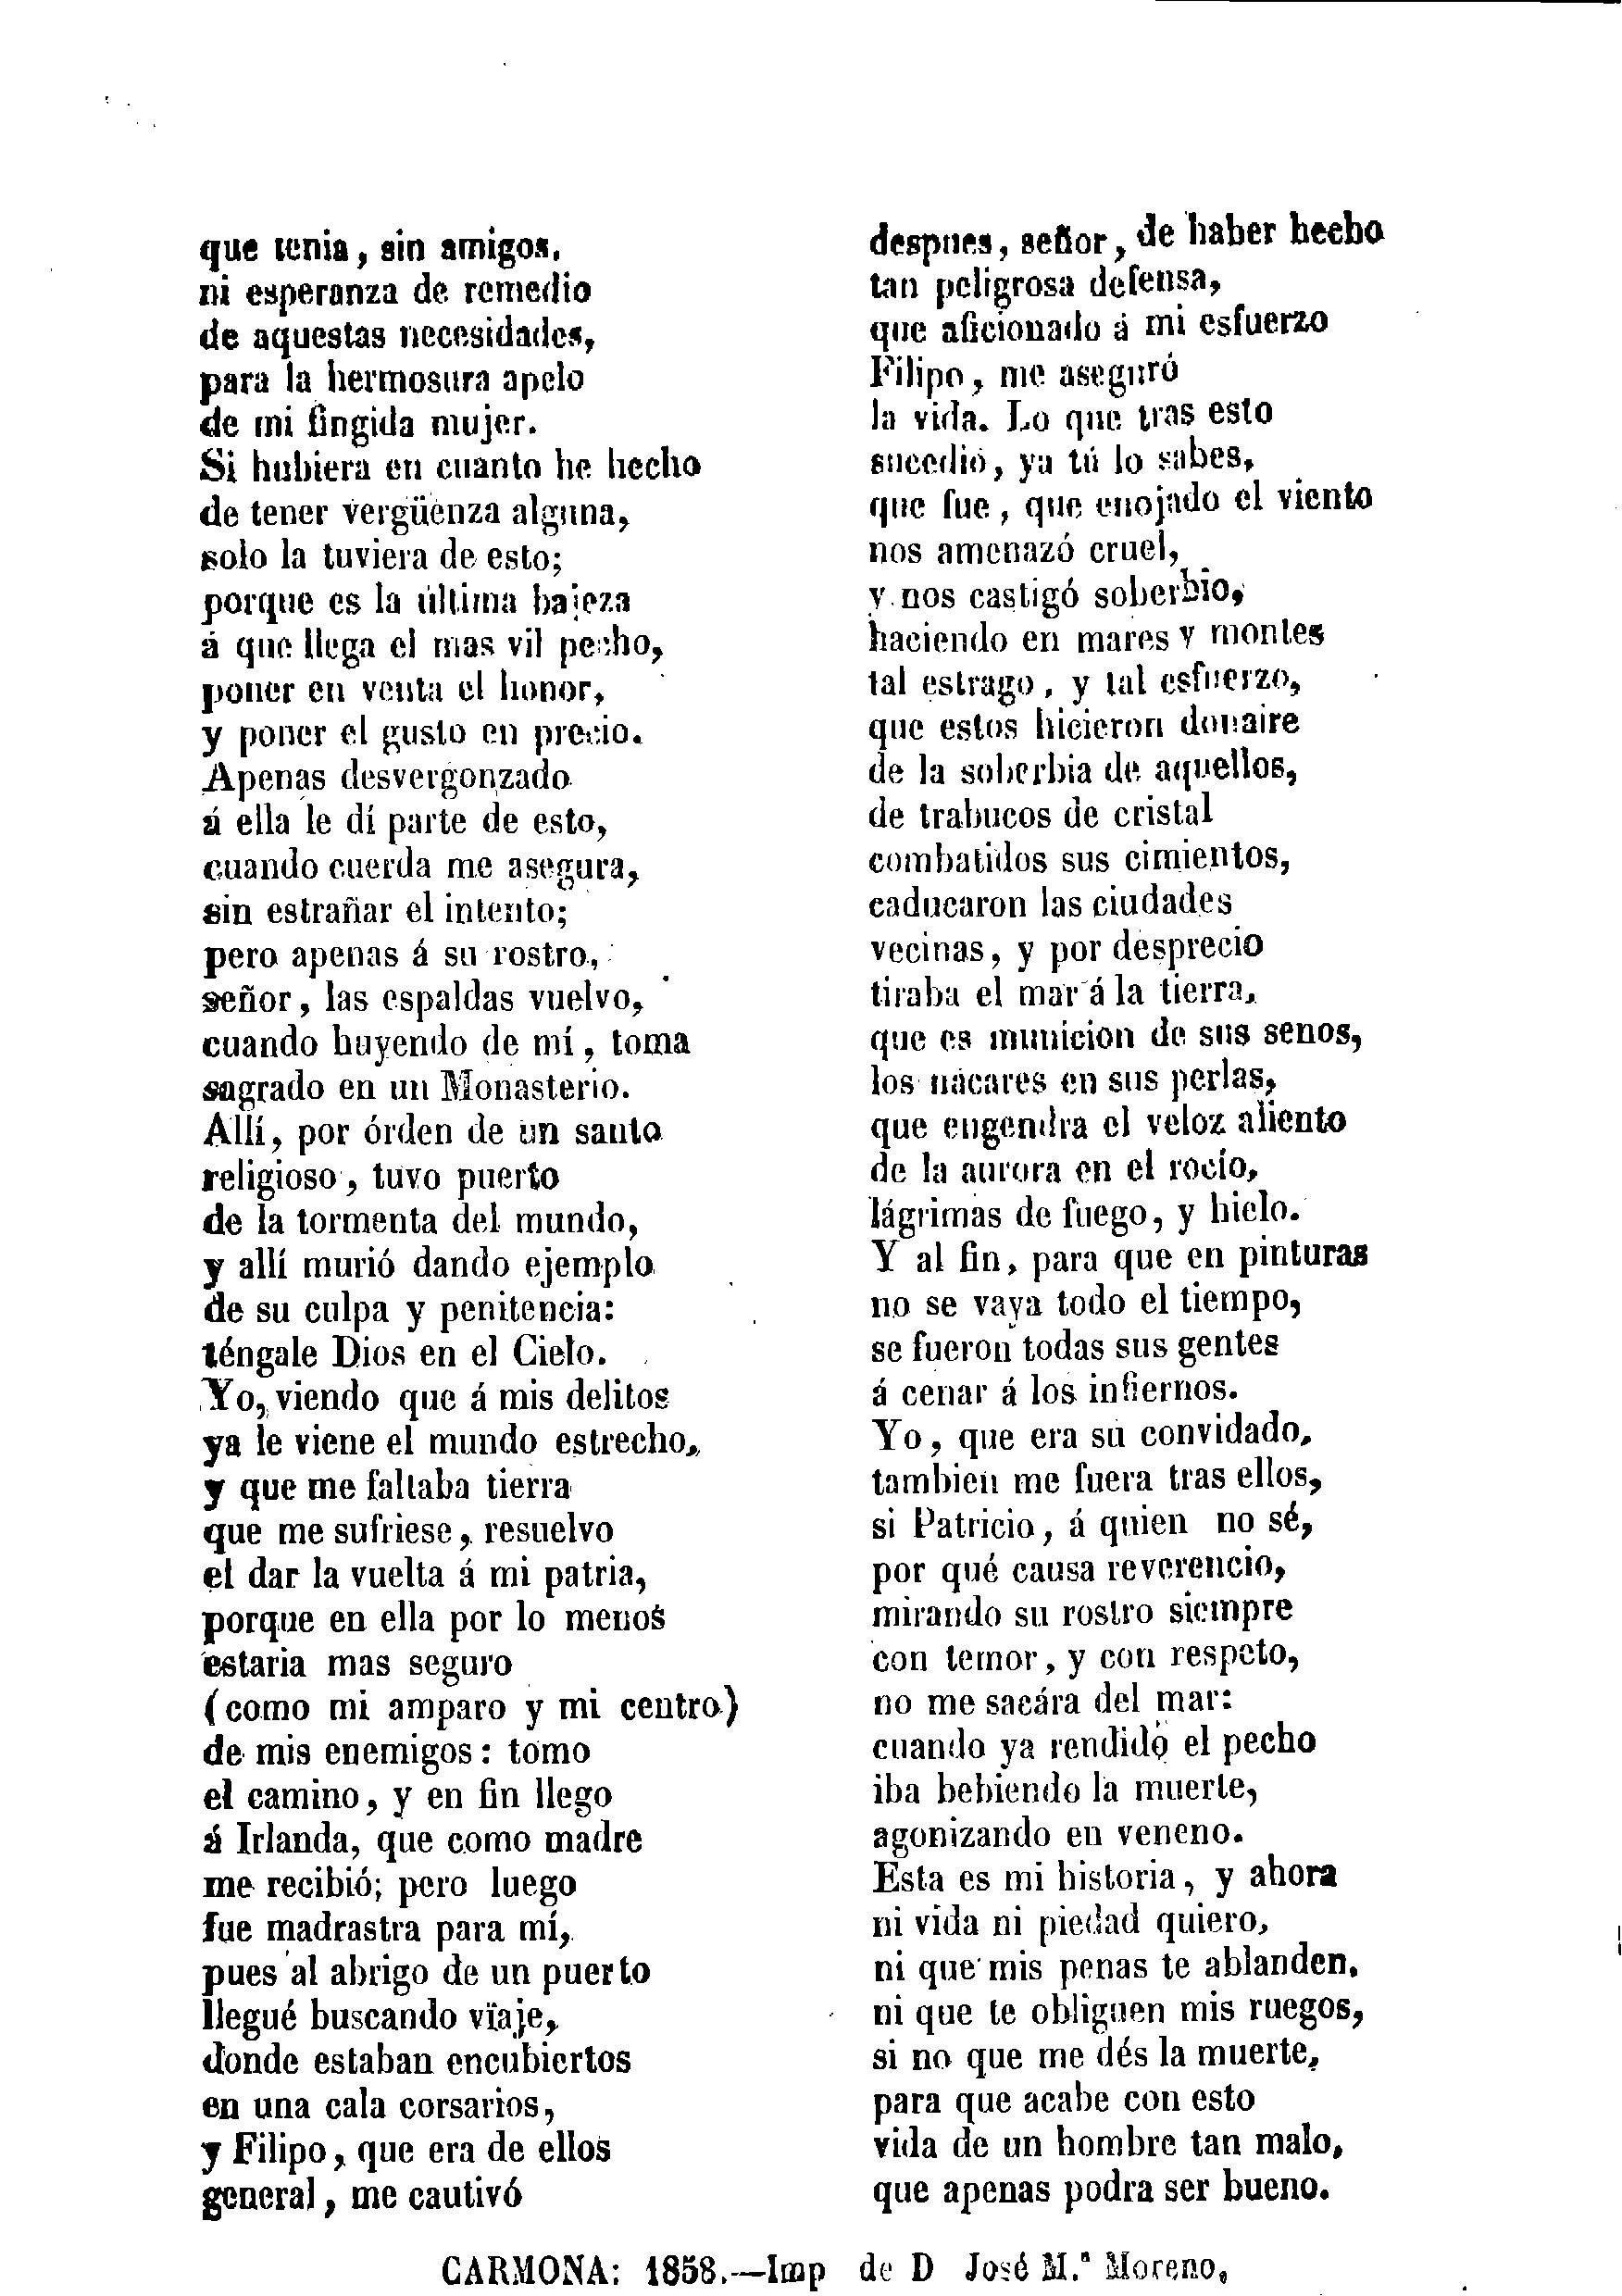 que tenia, sin amigos,
ni esperanza de remedio
de aquestas necesidades,
para la hermosura apelo
de mi fingida mujer.
Si hubiera en cuanto he hecho
de tener vergüenza alguna,
solo la tuviera de esto;
porque es la última bajeza
á que llega el mas vil pecho,
poner en venta el honor,
y poner el gusto en precio.
Apenas desvergonzado
á ella le dí parte de esto,
cuando cuerda me asegura,
sin estrañar el intento;
pero apenas á su rostro,
señor, las espaldas vuelvo,
cuando huyendo de mí, toma
sagrado en un Monasterio.
Allí, por órden de un santo
religioso, tuvo puerto
de la tormenta del mundo,
y allí murió dando ejemplo
de su culpa y penitencia:
téngale Dios en el Cielo.
Yo, viendo que á mis delitos
ya le viene el mundo estrecho,
y que me faltaba tierra
que me sufriese, resuelvo
el dar la vuelta á mi patria,
porque en ella por lo menos
estaria mas seguro
(como mi amparo y mi centro)
de mis enemigos: tomo
el camino, y en fin llego
á Irlanda, que como madre
me recibió; pero luego
fue madrastra para mí,
pues al abrigo de un puerto
llegué buscando vïaje,
donde estaban encubiertos
en una cala corsarios,
y Filipo, que era de ellos
general, me cautivó
despues, señor, de haber hecho
tan peligrosa defensa,
que aficionado á mi esfuerzo
Filipo, me aseguró
la vida. Lo que tras esto
sucedió, ya tú lo sabes,
que fue, que enojado el viento
nos amenazó cruel,
y nos castigó soberbio,
haciendo en mares y montes
tal estrago, y tal esfuerzo,
que estos hicieron donaire
de la soberbia de aquellos,
de trabucos de cristal
combatidos sus cimientos,
caducaron las ciudades
vecinas, y por desprecio
tiraba el mar á la tierra,
que es municion de sus senos,
los nácares en sus perlas,
que engendra el veloz aliento
de la aurora en el rocío,
lágrimas de fuego, y hielo.
Y al fin, para que en pinturas
no se vaya todo el tiempo,
se fueron todas sus gentes
á cenar á los infiernos.
Yo, que era su convidado,
tambien me fuera tras ellos,
si Patricio, á quien no sé,
por qué causa reverencio,
mirando su rostro siempre
con temor, y con respeto,
no me sacára del mar:
cuando ya rendido el pecho
iba bebiendo la muerte,
agonizando en veneno.
Esta es mi historia, y ahora
ni vida ni piedad quiero,
ni que mis penas te ablanden,
ni que te obliguen mis ruegos,
si no que me dés la muerte,
para que acabe con esto
vida de un hombre tan malo,
que apenas podra ser bueno.
CARMONA: 1858.—Imp de D José M.ª Moreno,